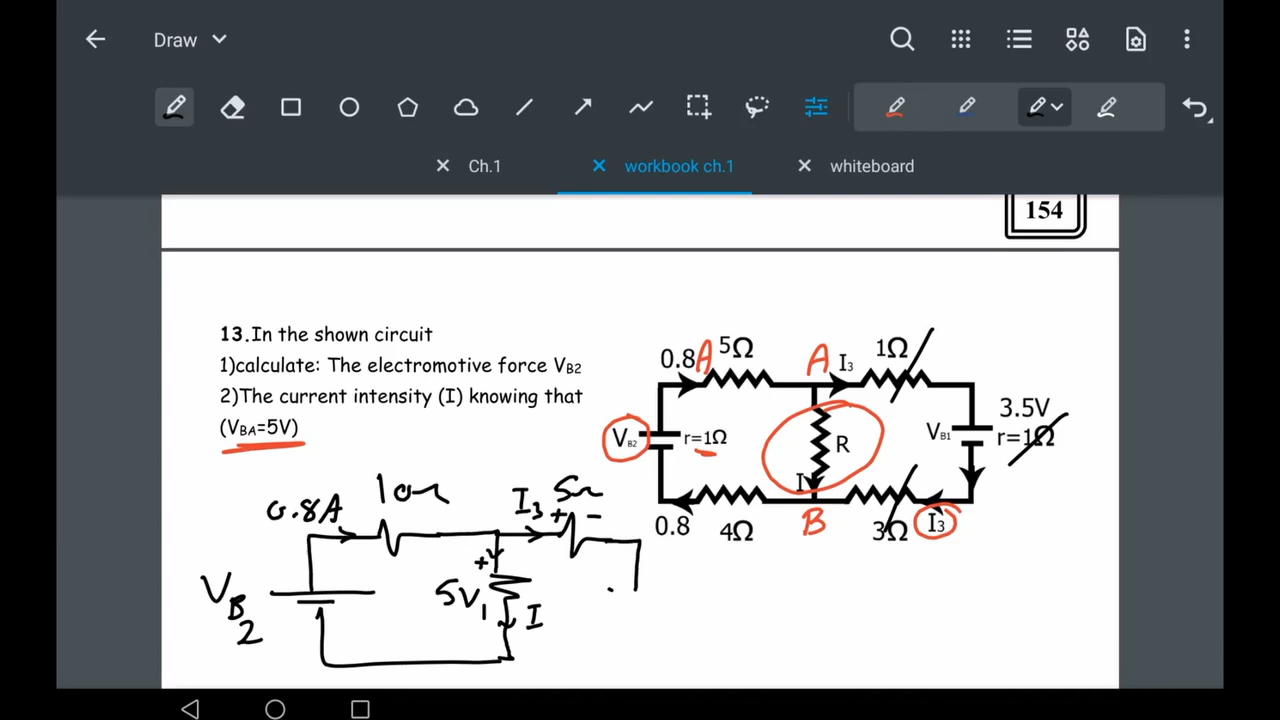 Draw
Ch.1
workbook ch.1
whiteboard
154
13.In the shown circuit
1)calculate: The electromotive force VB2
2)The current intensity (I) knowing that
(VBA=5V)
0.8A 5Ω A I3 1Ω
3.5V
VB2 r=1Ω R VB1 r=1Ω
I
0.8 4Ω B 3Ω I3
0.8A 10Ω I3 + 5Ω -
+
VB2 5V I